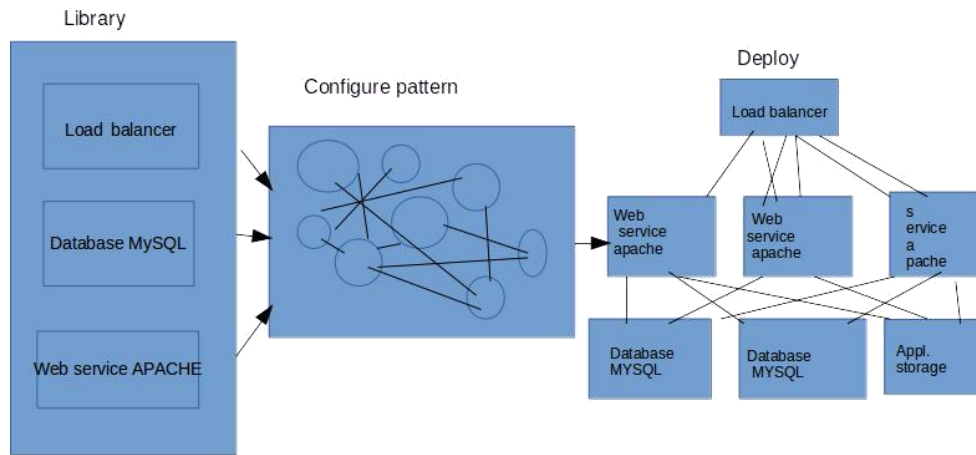 Library
Load balancer
Database MySQL
Web service APACHE
Configure pattern
Deploy
Load balancer
Web
service
apache
Web
service
apache
s
ervice
a
pache
Database
MYSQL
Database
MYSQL
Appl.
storage